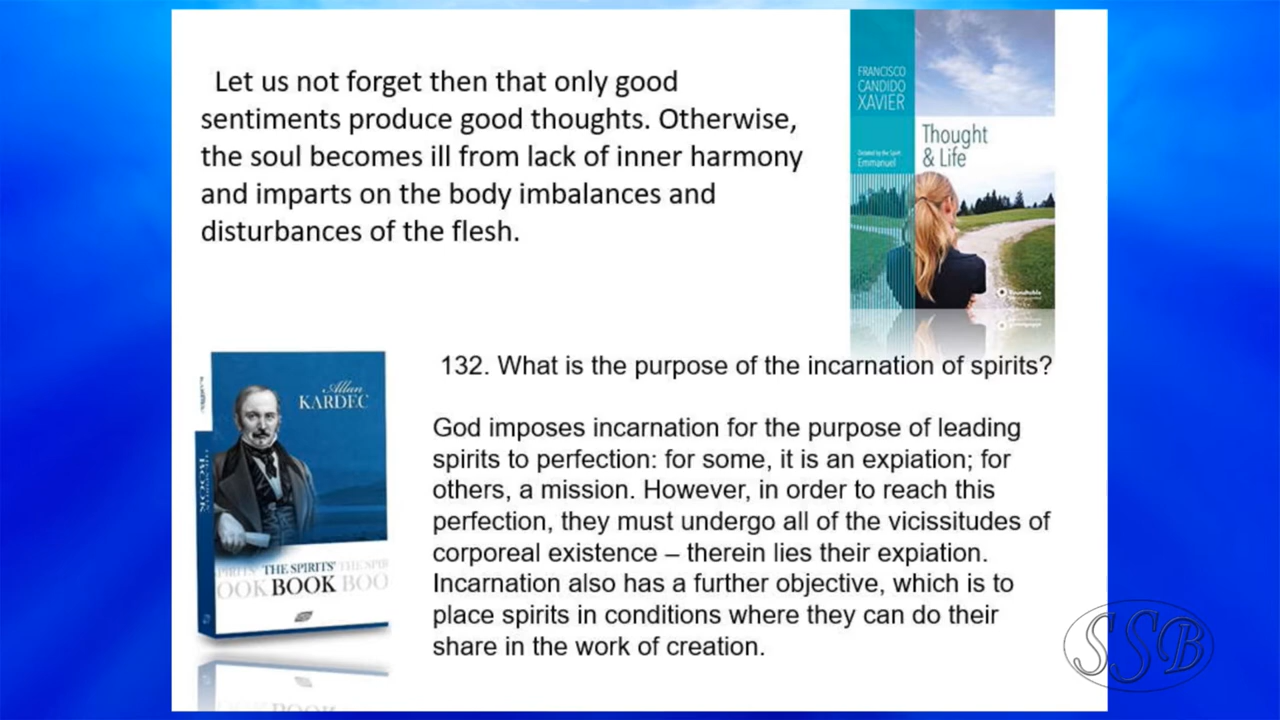 Let us not forget then that only good
sentiments produce good thoughts. Otherwise,
the soul becomes ill from lack of inner harmony
and imparts on the body imbalances and
disturbances of the flesh.
FRANCISCO
CANDIDO
XAVIER
Thought
& Life
Dictated by the Spirit
Emmanuel
132. What is the purpose of the incarnation of spirits?
God imposes incarnation for the purpose of leading
spirits to perfection: for some, it is an expiation; for
others, a mission. However, in order to reach this
perfection, they must undergo all of the vicissitudes of
corporeal existence – therein lies their expiation.
Incarnation also has a further objective, which is to
place spirits in conditions where they can do their
share in the work of creation.
Allan
KARDEC
THE SPIRITS'
BOOK
SSB